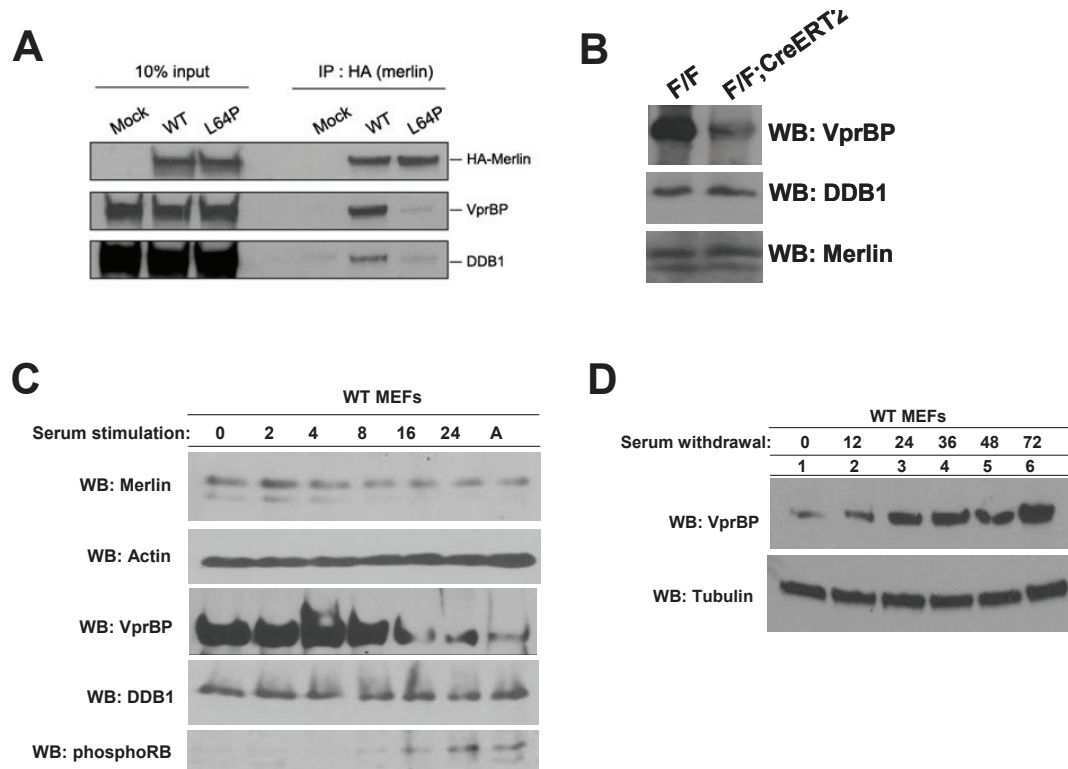 A
10% input
IP : HA (merlin)
Mock WT L64P Mock WT L64P
HA-Merlin
VprBP
DDB1
B
F/F F/F;CreERT2
WB: VprBP
WB: DDB1
WB: Merlin
C
WT MEFs
Serum stimulation: 0 2 4 8 16 24 A
WB: Merlin
WB: Actin
WB: VprBP
WB: DDB1
WB: phosphoRB
D
WT MEFs
Serum withdrawal: 0 12 24 36 48 72
1 2 3 4 5 6
WB: VprBP
WB: Tubulin